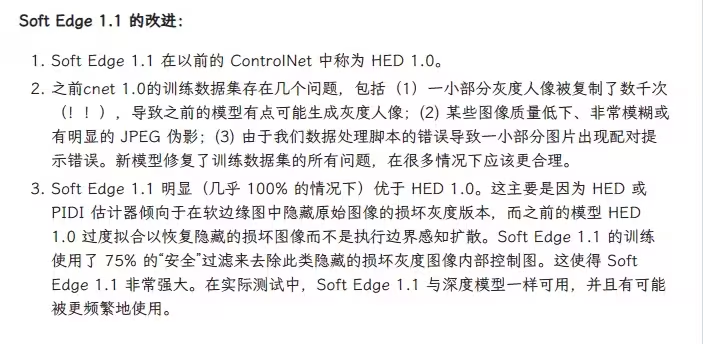 Soft Edge 1.1 的改进：
1. Soft Edge 1.1 在以前的 ControlNet 中称为 HED 1.0。
2. 之前cnet 1.0的训练数据集存在几个问题，包括（1）一小部分灰度人像被复制了数千次
（！！），导致之前的模型有点可能生成灰度人像；(2) 某些图像质量低下、非常模糊或
有明显的 JPEG 伪影；(3) 由于我们数据处理脚本的错误导致一小部分图片出现配对提
示错误。新模型修复了训练数据集的所有问题，在很多情况下应该更合理。
3. Soft Edge 1.1 明显（几乎 100% 的情况下）优于 HED 1.0。这主要是因为 HED 或
PIDI 估计器倾向于在软边缘图中隐藏原始图像的损坏灰度版本，而之前的模型 HED
1.0 过度拟合以恢复隐藏的损坏图像而不是执行边界感知扩散。Soft Edge 1.1 的训练
使用了 75% 的“安全”过滤来去除此类隐藏的损坏灰度图像内部控制图。这使得 Soft
Edge 1.1 非常强大。在实际测试中，Soft Edge 1.1 与深度模型一样可用，并且有可能
被更频繁地使用。